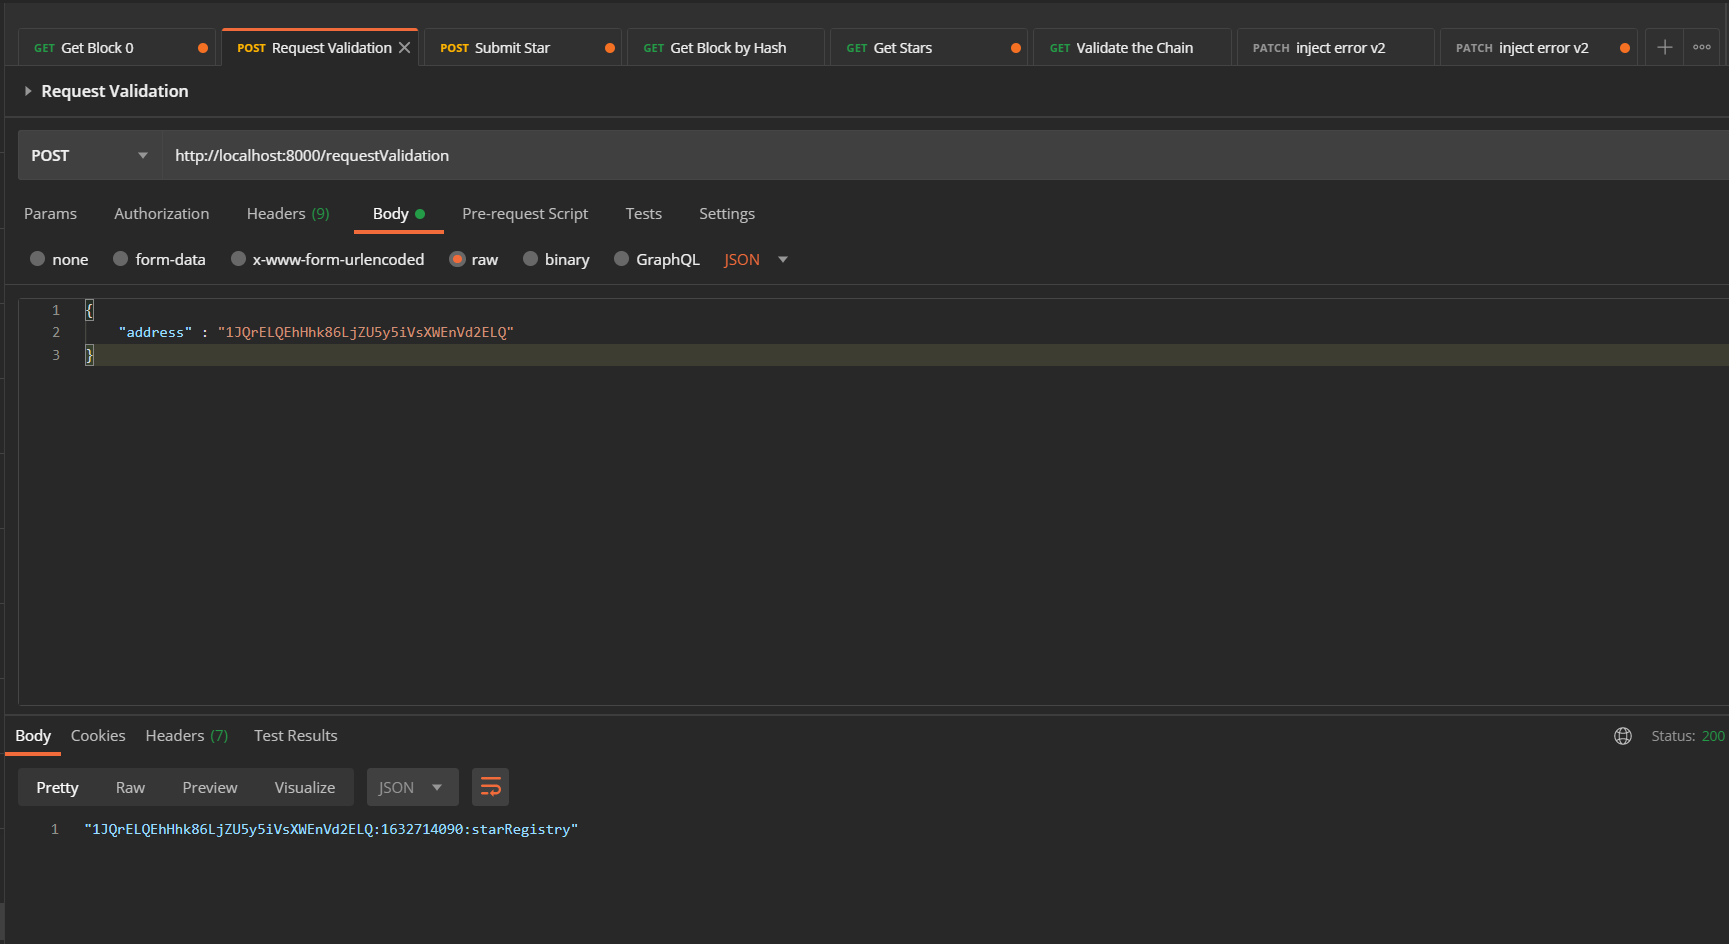 GET Get Block 0 POST Request Validation POST Submit Star GET Get Block by Hash GET Get Stars GET Validate the Chain PATCH inject error v2 PATCH inject error v2
Request Validation
POST http://localhost:8000/requestValidation
Params Authorization Headers (9) Body Pre-request Script Tests Settings
none form-data x-www-form-urlencoded raw binary GraphQL JSON
1 {
2 "address" : "1JQrELQEhHhk86LjZU5y5iVsXWEnVd2ELQ"
3 }
Body Cookies Headers (7) Test Results Status: 200
Pretty Raw Preview Visualize JSON
1 "1JQrELQEhHhk86LjZU5y5iVsXWEnVd2ELQ:1632714090:starRegistry"